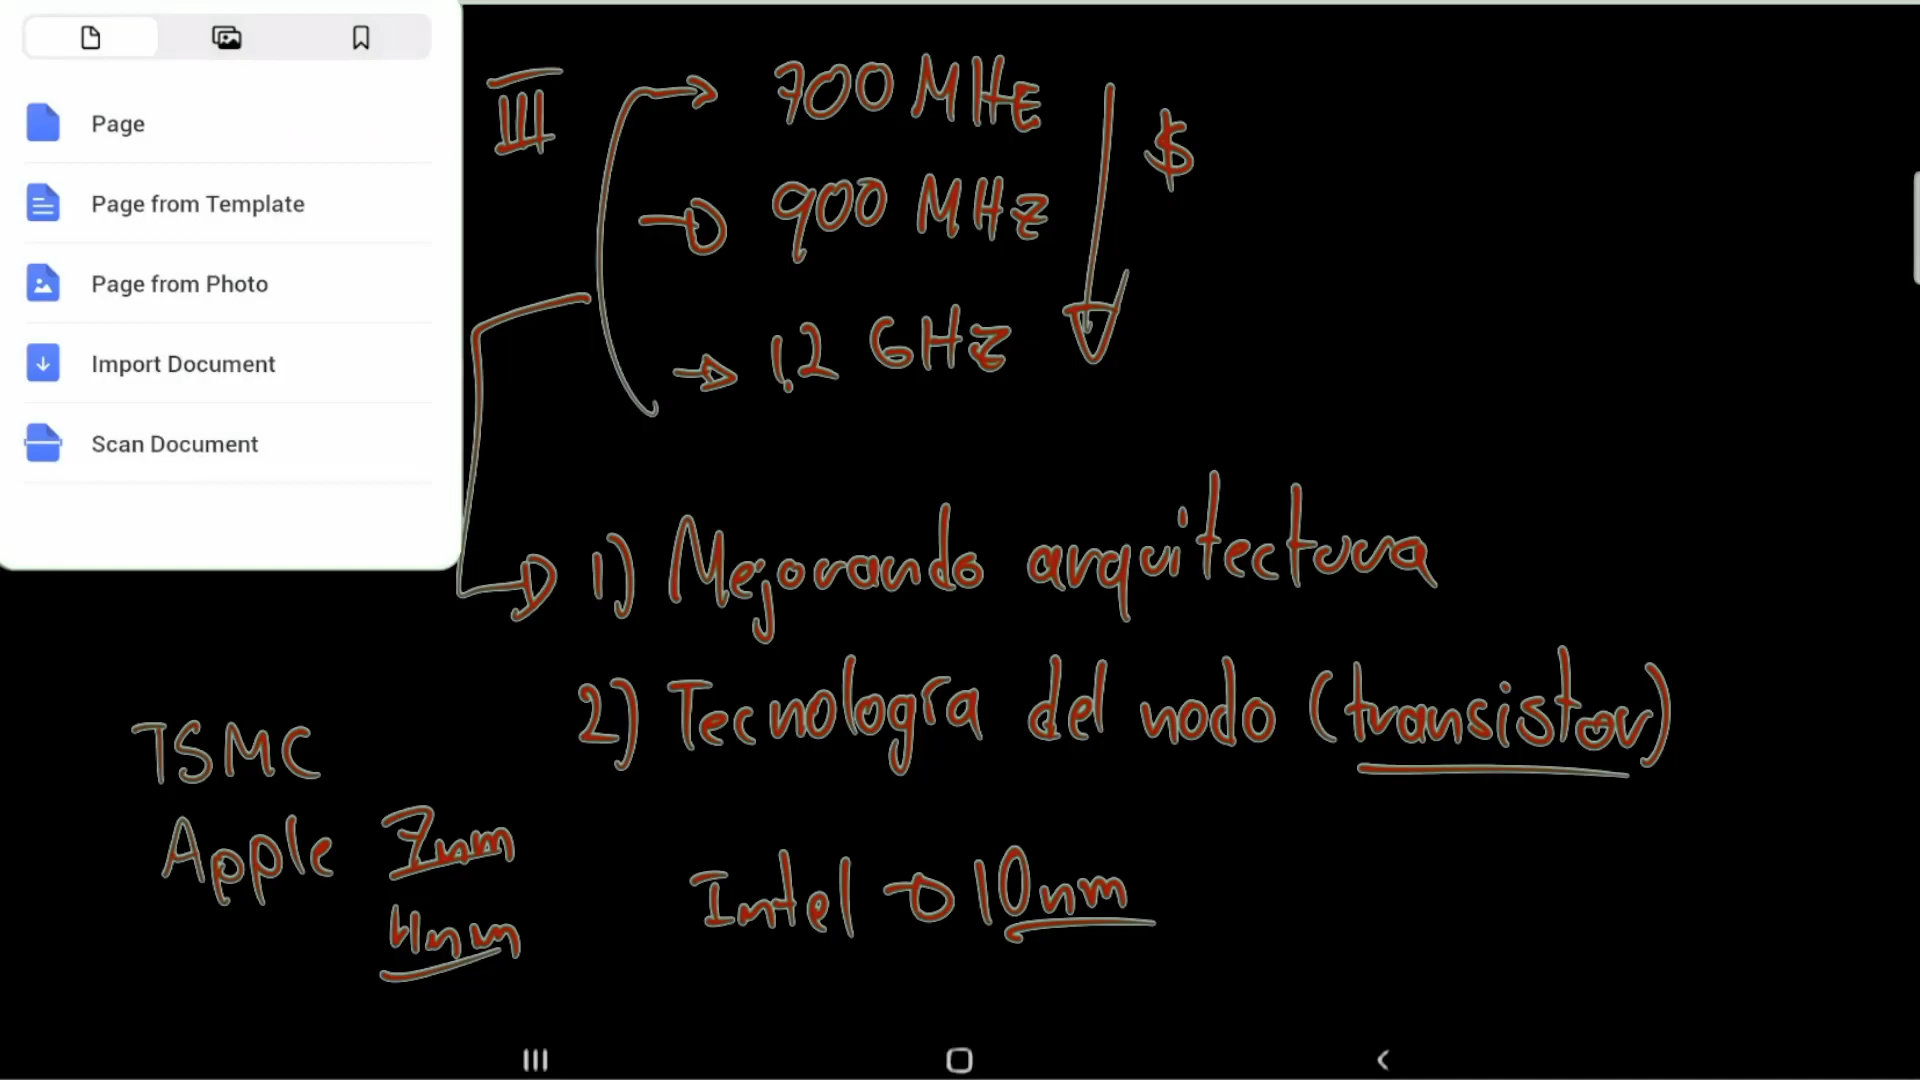 Page
Page from Template
Page from Photo
Import Document
Scan Document
III
700 MHz
$
900 MHz
1.2 GHz
1) Mejorando arquitectura
2) Tecnología del nodo (transistor)
TSMC
Apple 7nm
4nm
Intel → 10nm